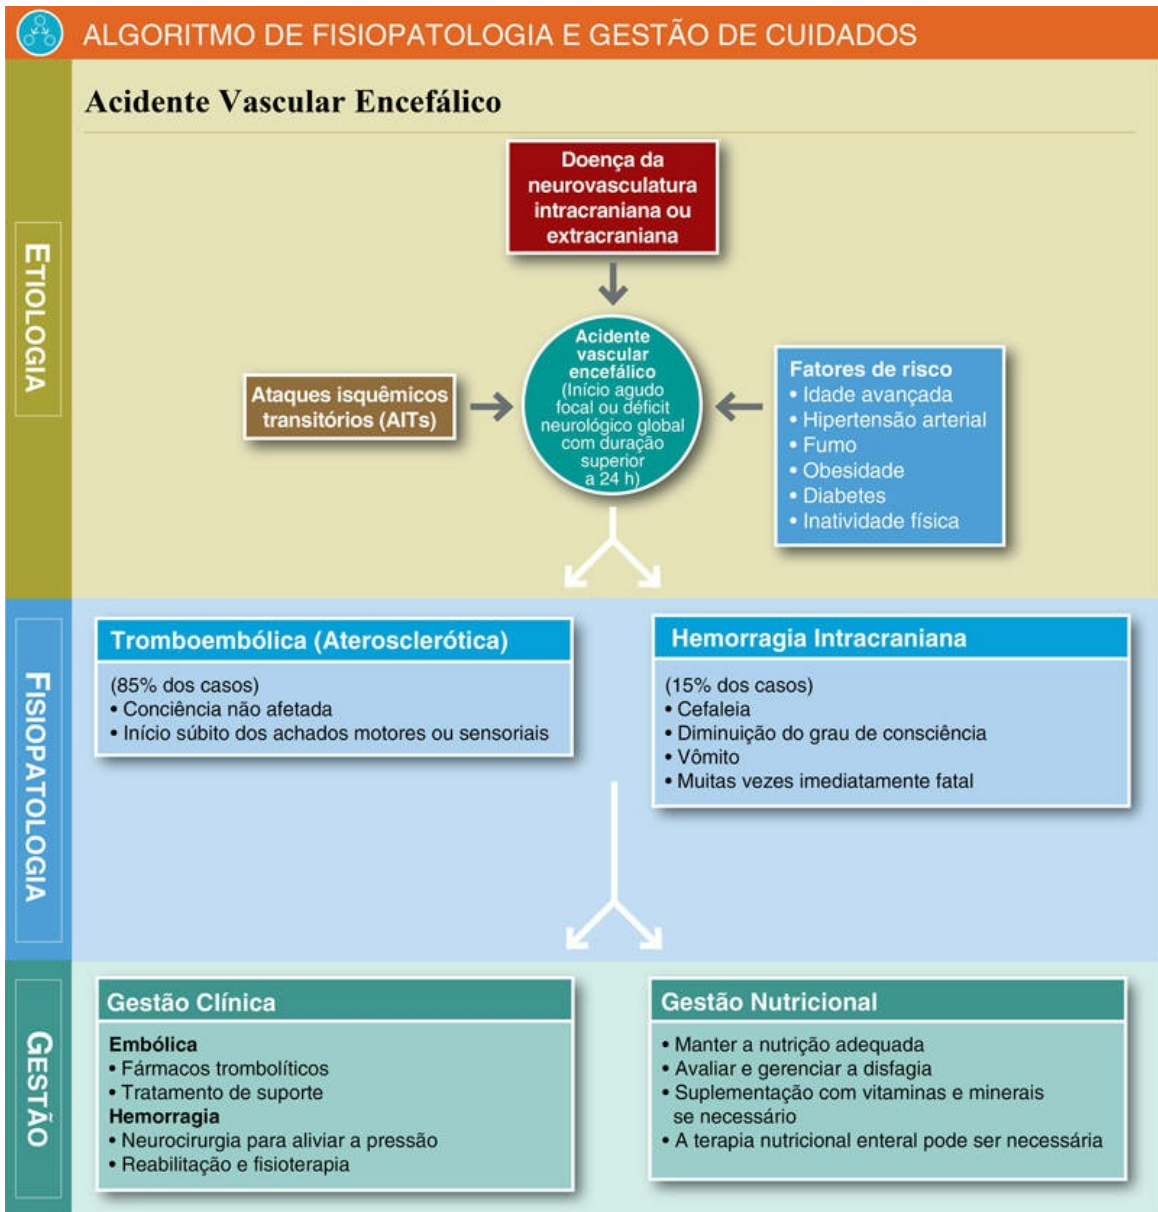 ALGORITMO DE FISIOPATOLOGIA E GESTÃO DE CUIDADOS
Acidente Vascular Encefálico
ETIOLOGIA
Doença da
neurovasculatura
intracraniana ou
extracraniana
Ataques isquêmicos
transitórios (AITs)
Acidente
vascular
encefálico
(Início agudo
focal ou déficit
neurológico global
com duração
superior
a 24 h)
Fatores de risco
• Idade avançada
• Hipertensão arterial
• Fumo
• Obesidade
• Diabetes
• Inatividade física
FISIOPATOLOGIA
Tromboembólica (Aterosclerótica)
(85% dos casos)
• Conciência não afetada
• Início súbito dos achados motores ou sensoriais
Hemorragia Intracraniana
(15% dos casos)
• Cefaleia
• Diminuição do grau de consciência
• Vômito
• Muitas vezes imediatamente fatal
GESTÃO
Gestão Clínica
Embólica
• Fármacos trombolíticos
• Tratamento de suporte
Hemorragia
• Neurocirurgia para aliviar a pressão
• Reabilitação e fisioterapia
Gestão Nutricional
• Manter a nutrição adequada
• Avaliar e gerenciar a disfagia
• Suplementação com vitaminas e minerais
se necessário
• A terapia nutricional enteral pode ser necessária